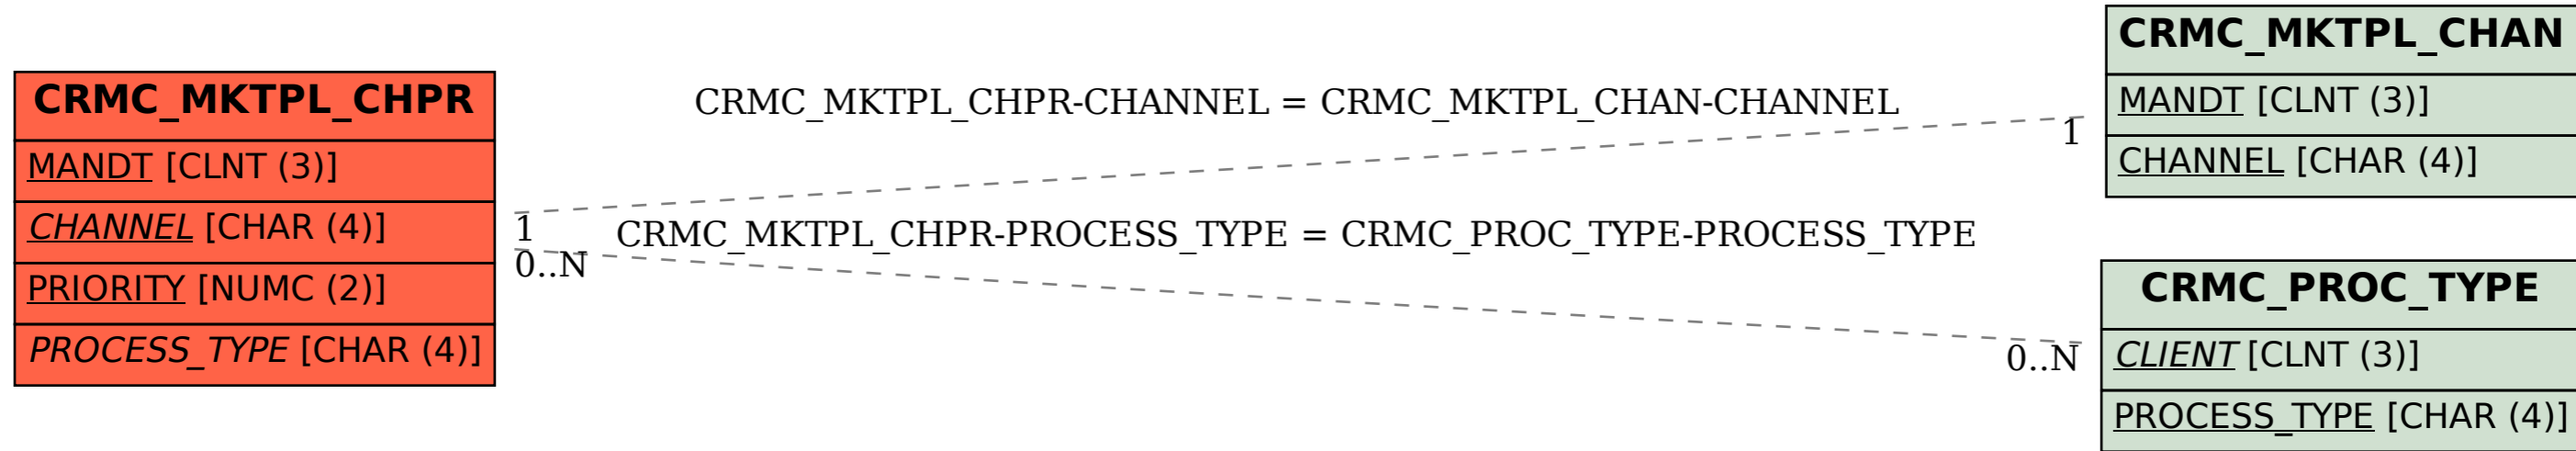 CRMC_MKTPL_CHPR
MANDT [CLNT (3)]
CHANNEL [CHAR (4)]
PRIORITY [NUMC (2)]
PROCESS_TYPE [CHAR (4)]
CRMC_MKTPL_CHPR-CHANNEL = CRMC_MKTPL_CHAN-CHANNEL
1
1
CRMC_MKTPL_CHPR-PROCESS_TYPE = CRMC_PROC_TYPE-PROCESS_TYPE
0..N
0..N
CRMC_MKTPL_CHAN
MANDT [CLNT (3)]
CHANNEL [CHAR (4)]
CRMC_PROC_TYPE
CLIENT [CLNT (3)]
PROCESS_TYPE [CHAR (4)]